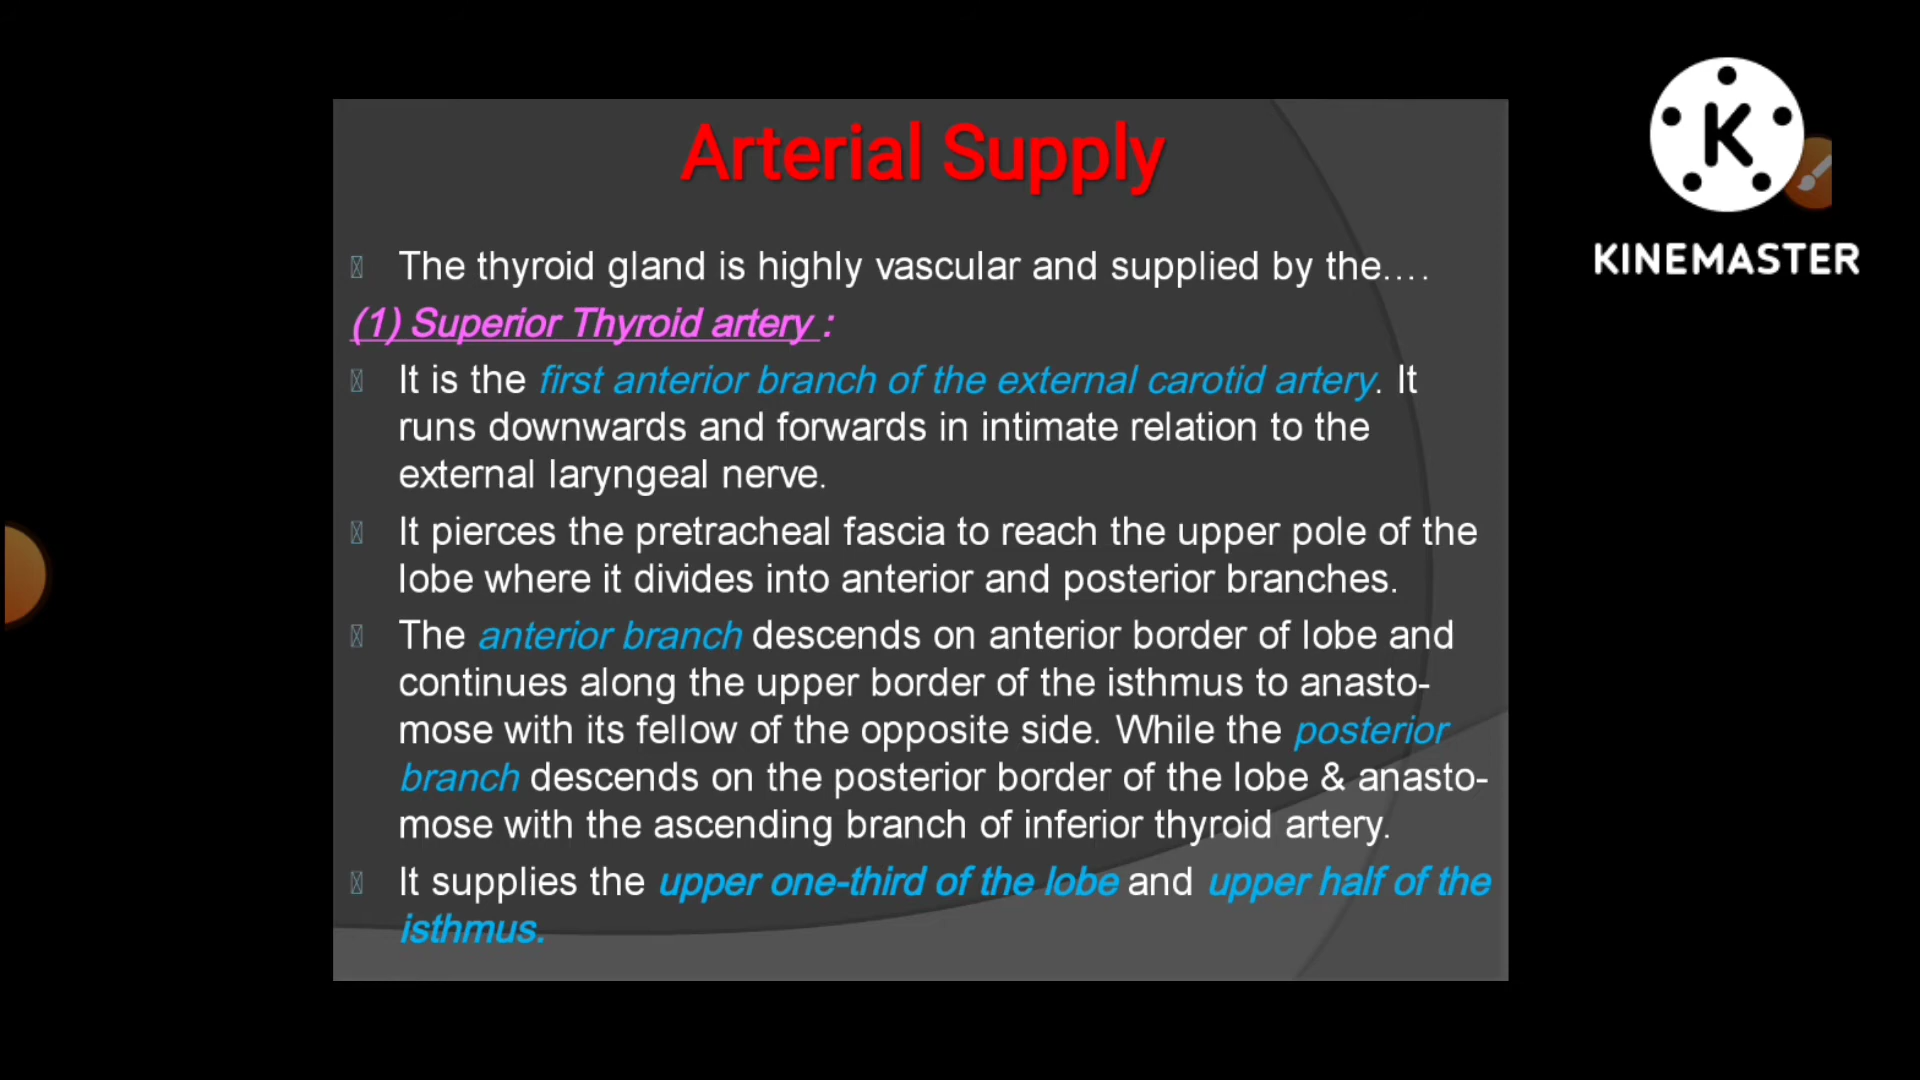 Arterial Supply
The thyroid gland is highly vascular and supplied by the....
(1) Superior Thyroid artery :
It is the first anterior branch of the external carotid artery. It
runs downwards and forwards in intimate relation to the
external laryngeal nerve.
It pierces the pretracheal fascia to reach the upper pole of the
lobe where it divides into anterior and posterior branches.
The anterior branch descends on anterior border of lobe and
continues along the upper border of the isthmus to anasto-
mose with its fellow of the opposite side. While the posterior
branch descends on the posterior border of the lobe & anasto-
mose with the ascending branch of inferior thyroid artery.
It supplies the upper one-third of the lobe and upper half of the
isthmus.
K
KINEMASTER